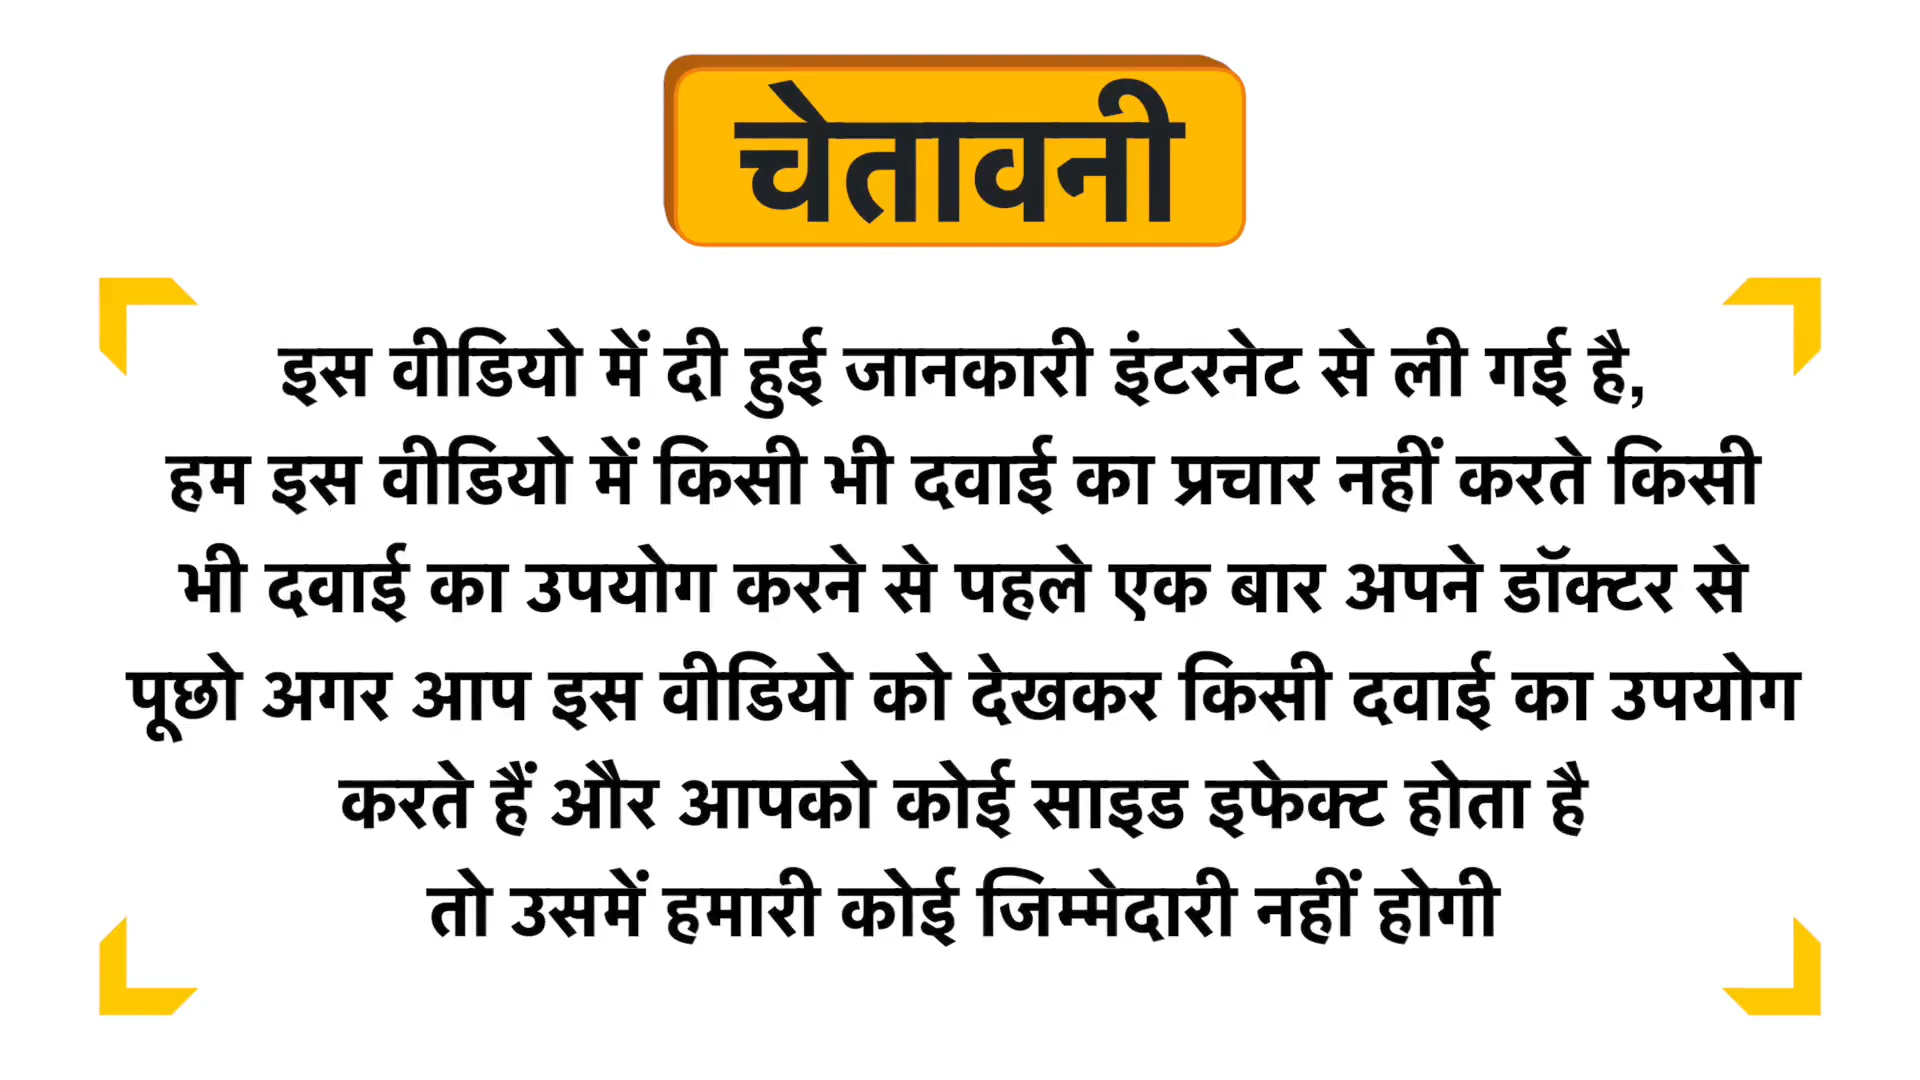 चेतावनी
इस वीडियो में दी हुई जानकारी इंटरनेट से ली गई है,
हम इस वीडियो में किसी भी दवाई का प्रचार नहीं करते किसी
भी दवाई का उपयोग करने से पहले एक बार अपने डॉक्टर से
पूछो अगर आप इस वीडियो को देखकर किसी दवाई का उपयोग
करते हैं और आपको कोई साइड इफेक्ट होता है
तो उसमें हमारी कोई जिम्मेदारी नहीं होगी